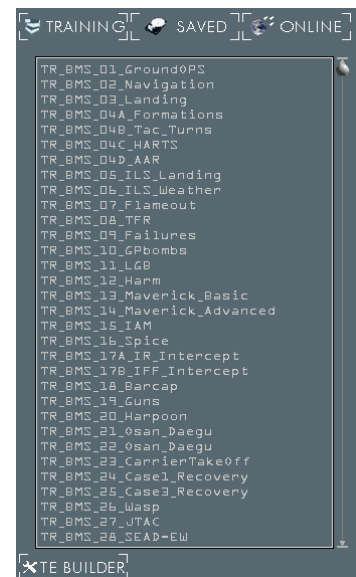 TRAINING SAVED ONLINE
TR_BMS_01_GroundOPS
TR_BMS_02_Navigation
TR_BMS_03_Landing
TR_BMS_04A_Formations
TR_BMS_04B_Tac_Turns
TR_BMS_04C_HARTS
TR_BMS_04D_AAR
TR_BMS_05_ILS_Landing
TR_BMS_06_ILS_Weather
TR_BMS_07_Flameout
TR_BMS_08_TFR
TR_BMS_09_Failures
TR_BMS_10_GPbombs
TR_BMS_11_LGB
TR_BMS_12_Harm
TR_BMS_13_Maverick_Basic
TR_BMS_14_Maverick_Advanced
TR_BMS_15_IAM
TR_BMS_16_Spice
TR_BMS_17A_IR_Intercept
TR_BMS_17B_IFF_Intercept
TR_BMS_18_Barcap
TR_BMS_19_Guns
TR_BMS_20_Harpoon
TR_BMS_21_Osan_Daegu
TR_BMS_22_Osan_Daegu
TR_BMS_23_CarrierTakeOff
TR_BMS_24_Case1_Recovery
TR_BMS_25_Case3_Recovery
TR_BMS_26_Wasp
TR_BMS_27_JTAC
TR_BMS_28_SEAD-EW
TE BUILDER